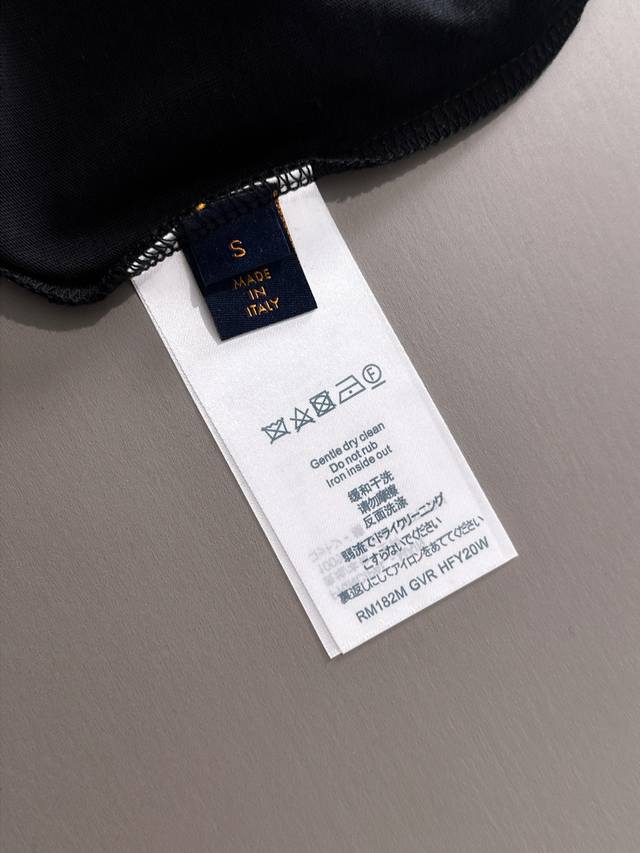 S
MADE
IN
ITALY
Gentle dry clean
Do not rub
Iron inside out
缓和干洗
请勿摩擦
反面洗涤
弱流でドライクリーニング
こすらないでください
裏返しにしてアイロンをあててください
RM182M GVR HFY20W